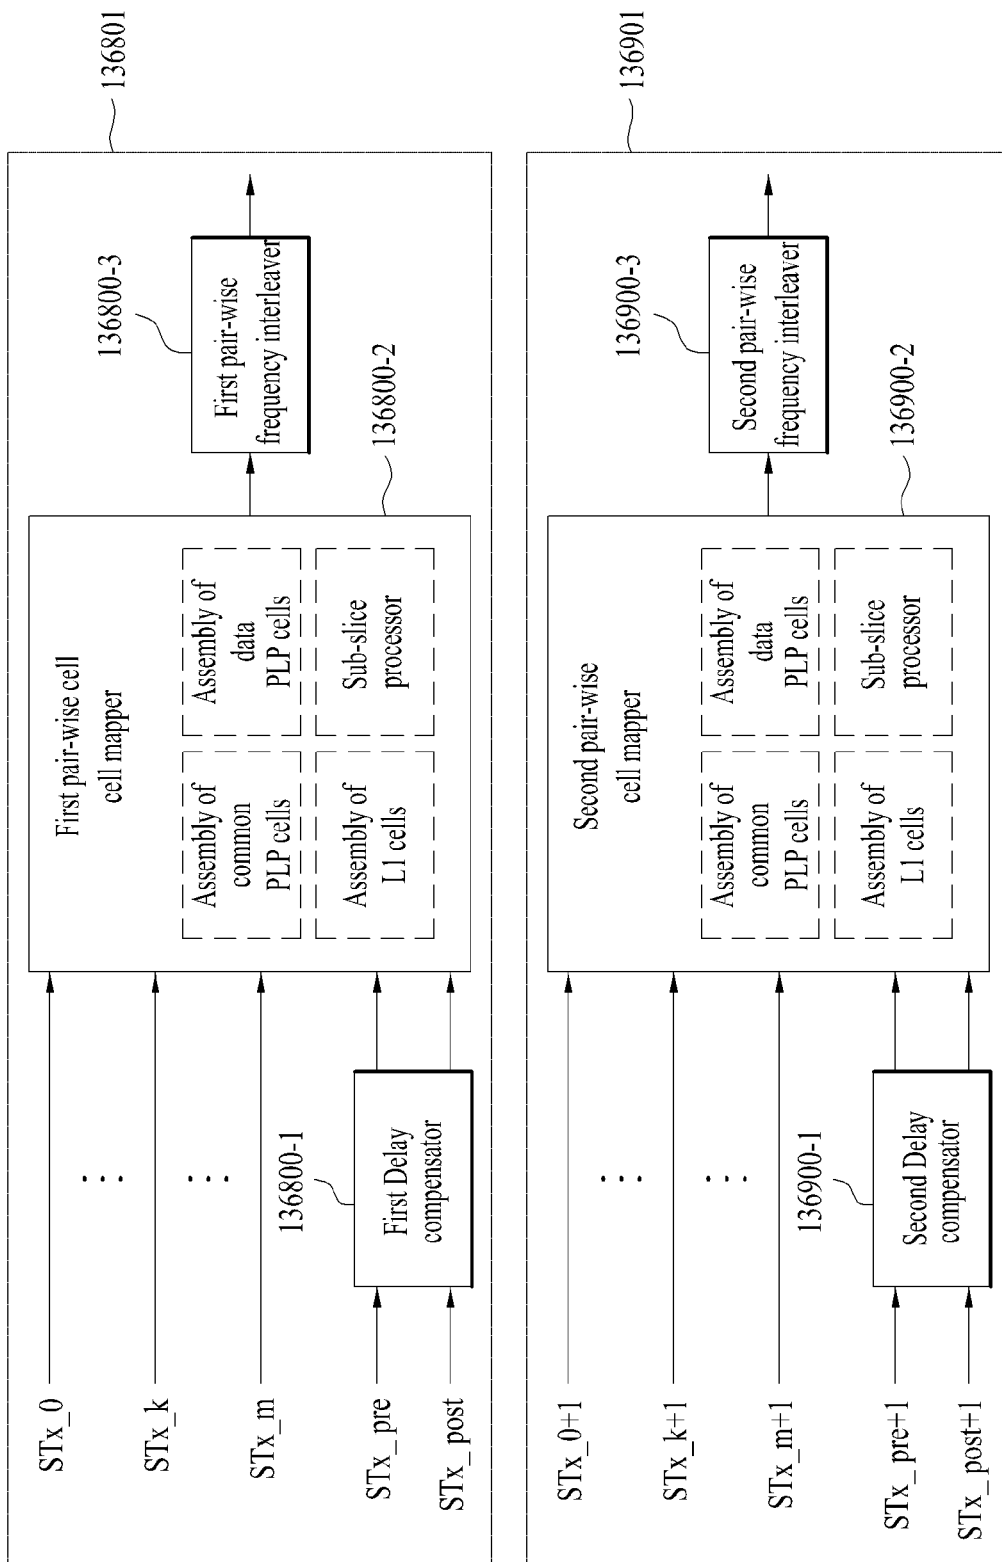 136801
STx_0
STx_k
STx_m
STx_pre
STx_post
136800-1
First Delay
compensator
First pair-wise cell
cell mapper
Assembly of
common
PLP cells
Assembly of
data
PLP cells
Assembly of
L1 cells
Sub-slice
processor
136800-2
136800-3
First pair-wise
frequency interleaver
136901
STx_0+1
STx_k+1
STx_m+1
STx_pre+1
STx_post+1
136900-1
Second Delay
compensator
Second pair-wise
cell mapper
Assembly of
common
PLP cells
Assembly of
data
PLP cells
Assembly of
L1 cells
Sub-slice
processor
136900-2
136900-3
Second pair-wise
frequency interleaver